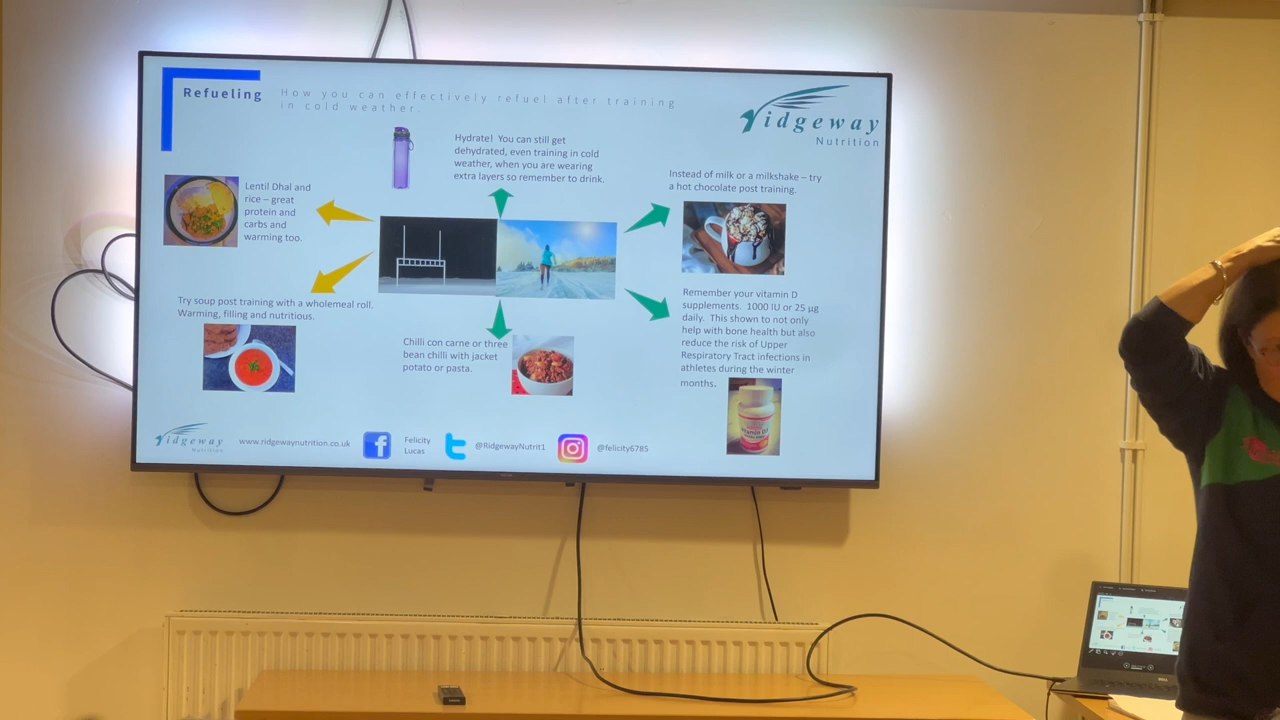 Refueling
How you can effectively refuel after training
in cold weather.
Ridgeway
Nutrition
Hydrate! You can still get
dehydrated, even training in cold
weather, when you are wearing
extra layers so remember to drink.
Lentil Dhal and
rice – great
protein and
carbs and
warming too.
Instead of milk or a milkshake – try
a hot chocolate post training.
Try soup post training with a wholemeal roll.
Warming, filling and nutritious.
Chilli con carne or three
bean chilli with jacket
potato or pasta.
Remember your vitamin D
supplements. 1000 IU or 25 µg
daily. This shown to not only
help with bone health but also
reduce the risk of Upper
Respiratory Tract infections in
athletes during the winter
months.
Ridgeway
Nutrition
www.ridgewaynutrition.co.uk
Felicity
Lucas
@RidgewayNutrit1
@felicity6785